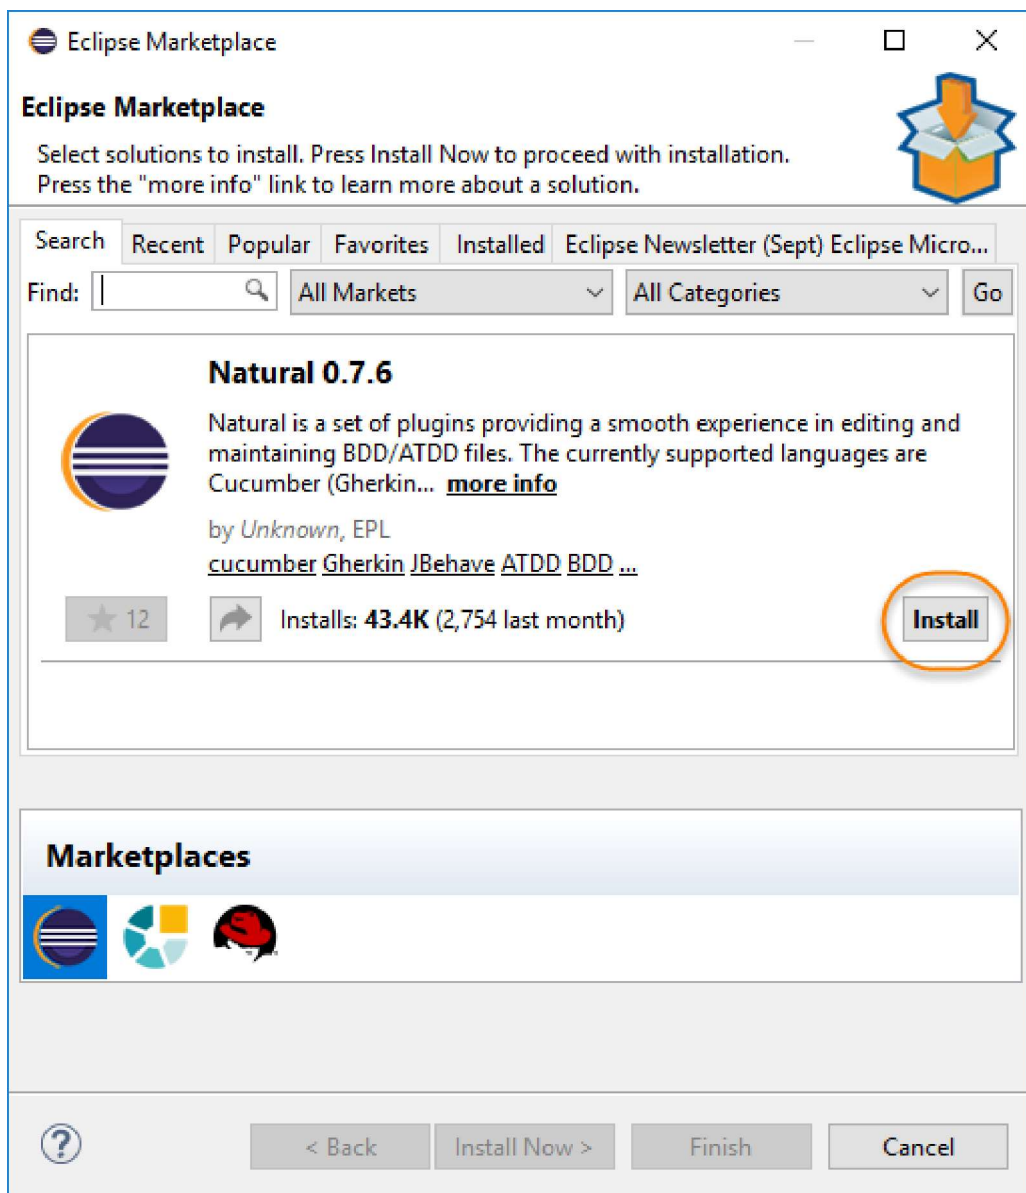 Eclipse Marketplace
Eclipse Marketplace
Select solutions to install. Press Install Now to proceed with installation.
Press the "more info" link to learn more about a solution.
Search Recent Popular Favorites Installed Eclipse Newsletter (Sept) Eclipse Micro...
Find: All Markets All Categories Go
Natural 0.7.6
Natural is a set of plugins providing a smooth experience in editing and
maintaining BDD/ATDD files. The currently supported languages are
Cucumber (Gherkin... more info
by Unknown, EPL
cucumber Gherkin JBehave ATDD BDD ...
12 Installs: 43.4K (2,754 last month) Install
Marketplaces
? < Back Install Now > Finish Cancel